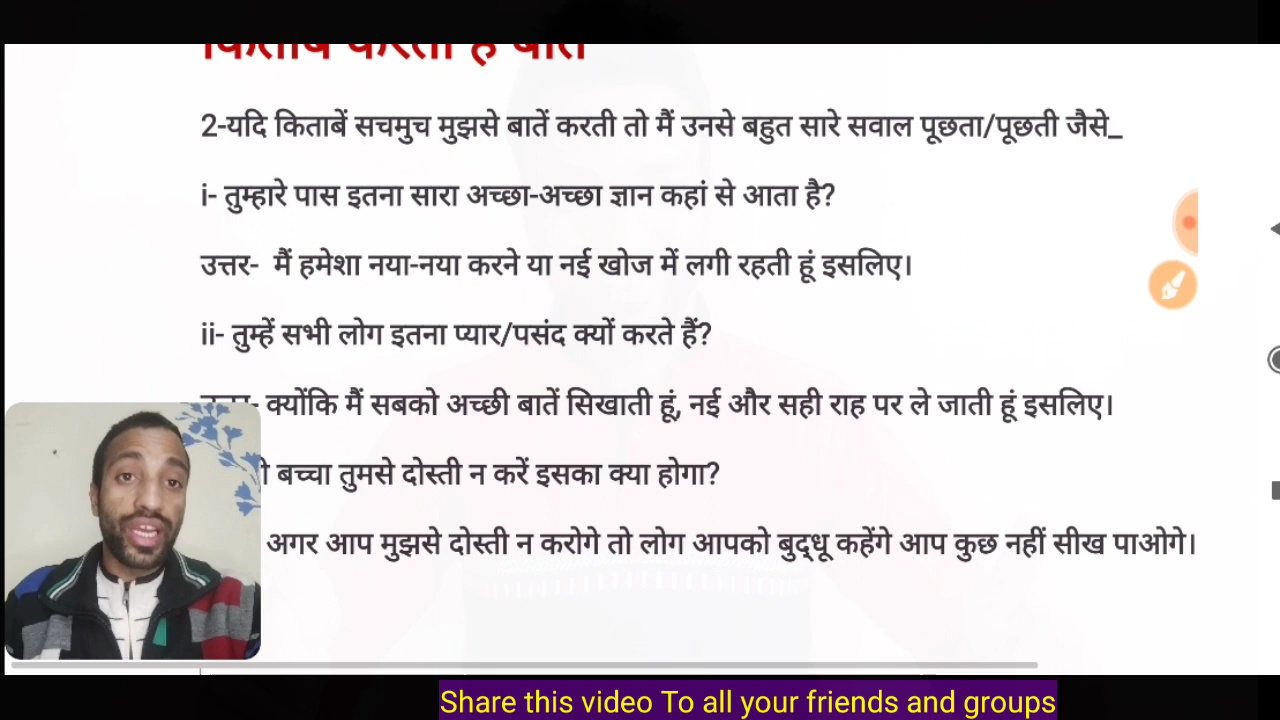 किताबें करती हैं बातें
2-यदि किताबें सचमुच मुझसे बातें करती तो मैं उनसे बहुत सारे सवाल पूछता/पूछती जैसे_
i- तुम्हारे पास इतना सारा अच्छा-अच्छा ज्ञान कहां से आता है?
उत्तर- मैं हमेशा नया-नया करने या नई खोज में लगी रहती हूं इसलिए।
ii- तुम्हें सभी लोग इतना प्यार/पसंद क्यों करते हैं?
क्योंकि मैं सबको अच्छी बातें सिखाती हूं, नई और सही राह पर ले जाती हूं इसलिए।
बच्चा तुमसे दोस्ती न करें इसका क्या होगा?
अगर आप मुझसे दोस्ती न करोगे तो लोग आपको बुद्धू कहेंगे आप कुछ नहीं सीख पाओगे।
Share this video To all your friends and groups